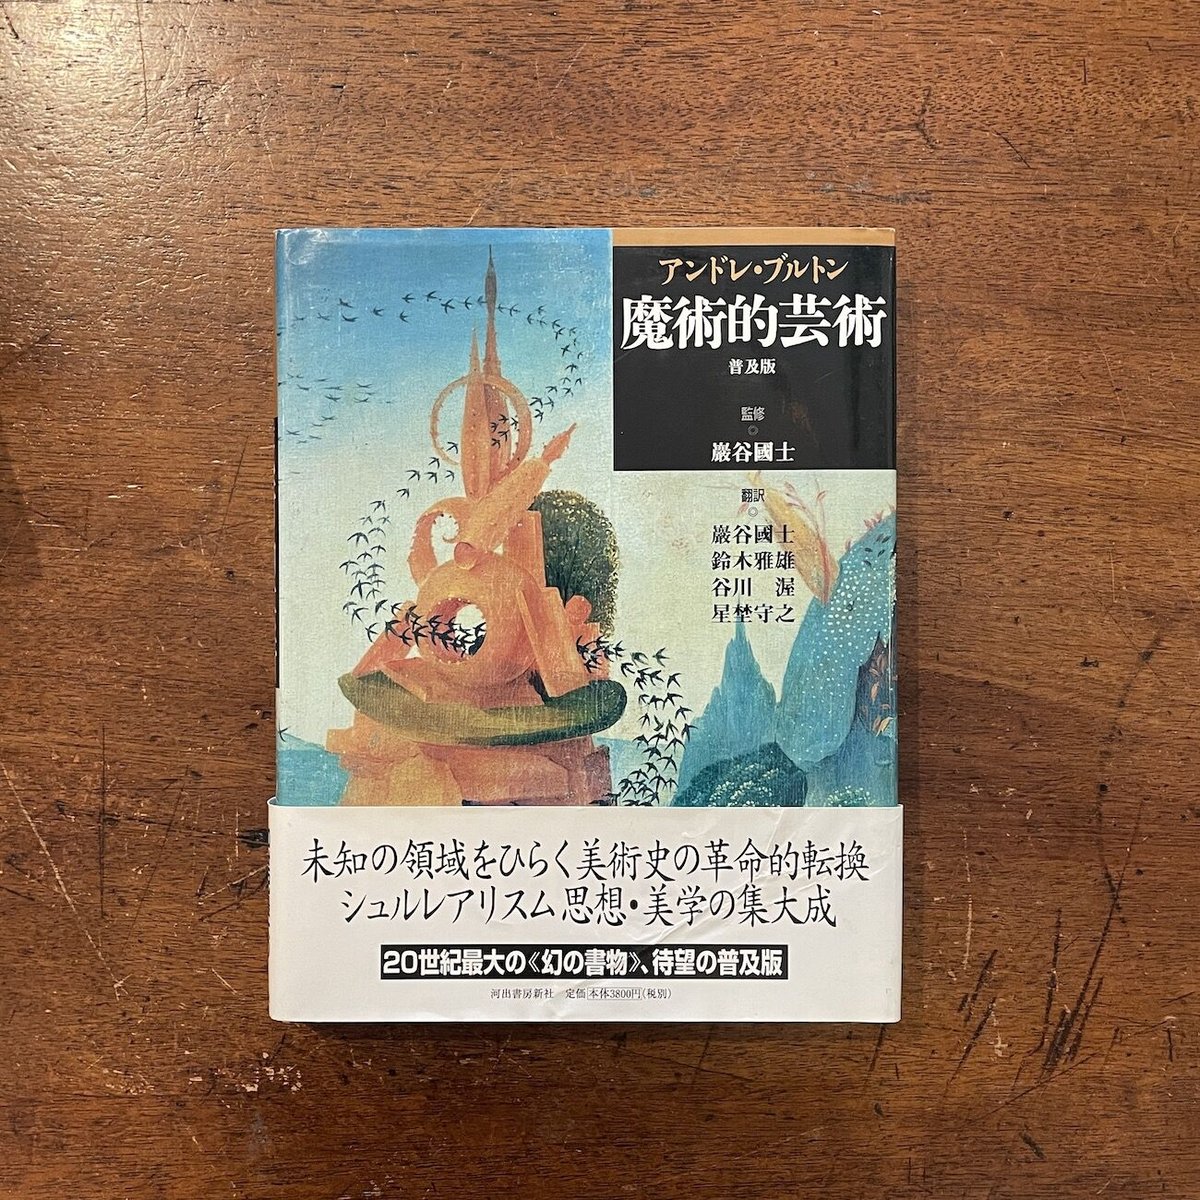 アンドレ・ブルトン
魔術的芸術
普及版
監修
◎
巖谷國士
翻訳
◎
巖谷國士
鈴木雅雄
谷川 渥
星埜守之
未知の領域をひらく美術史の革命的転換
シュルレアリスム思想・美学の集大成
20世紀最大の《幻の書物》、待望の普及版
河出書房新社 定価 本体3800円(税別)